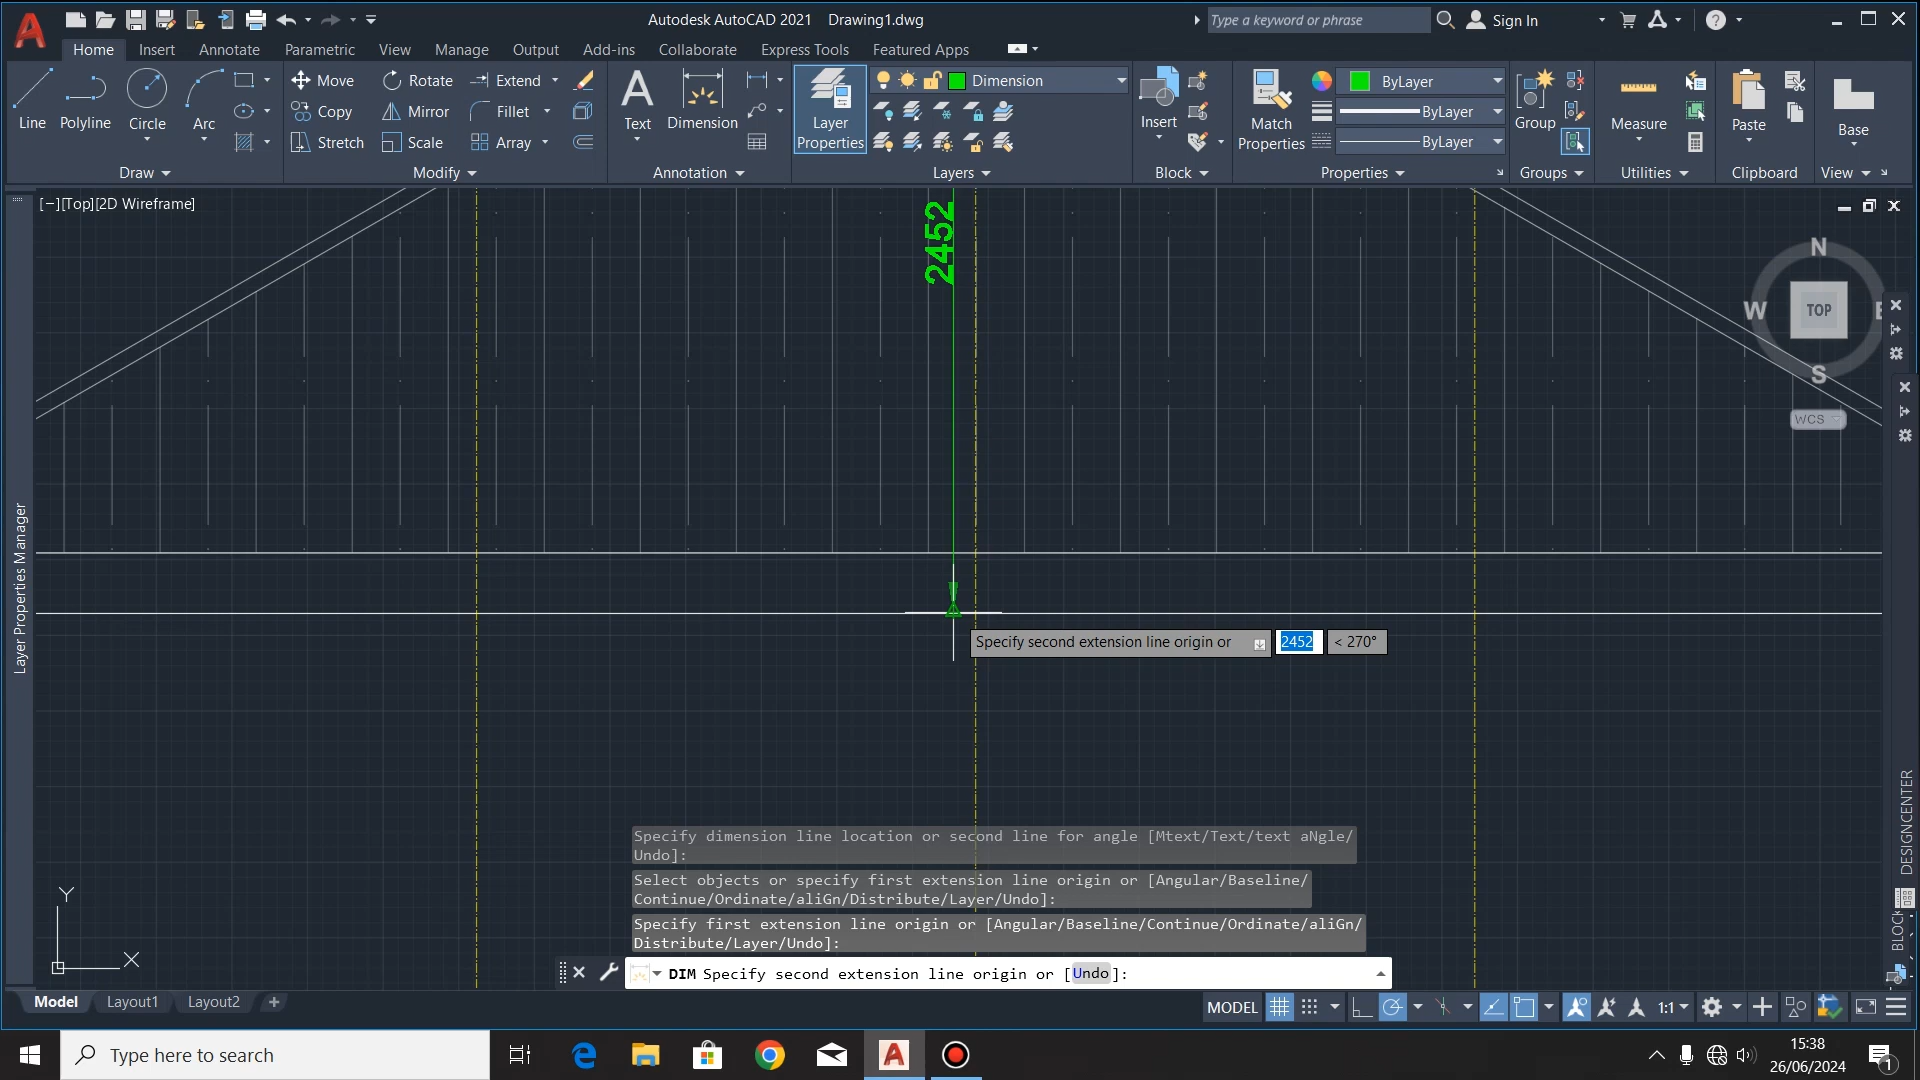 Autodesk AutoCAD 2021 Drawing1.dwg
Type a keyword or phrase
Sign In
Home Insert Annotate Parametric View Manage Output Add-ins Collaborate Express Tools Featured Apps
Line
Polyline
Circle
Arc
Draw
Move
Copy
Stretch
Rotate
Mirror
Scale
Extend
Fillet
Array
Modify
Text
Dimension
Annotation
Layer
Properties
Dimension
Layers
Insert
Block
Match
Properties
ByLayer
ByLayer
ByLayer
Properties
Group
Groups
Measure
Utilities
Paste
Clipboard
Base
View
[−][Top][2D Wireframe]
2452
N
W
TOP
E
S
WCS
Layer Properties Manager
Specify second extension line origin or 2452 < 270°
DESIGNCENTER
BLOCK
Specify dimension line location or second line for angle [Mtext/Text/text aNgle/
Undo]:
Select objects or specify first extension line origin or [Angular/Baseline/
Continue/Ordinate/aliGn/Distribute/Layer/Undo]:
Specify first extension line origin or [Angular/Baseline/Continue/Ordinate/aliGn/
Distribute/Layer/Undo]:
DIM Specify second extension line origin or [Undo]:
Y
X
Model Layout1 Layout2
MODEL
1:1
Type here to search
15:38
26/06/2024
1